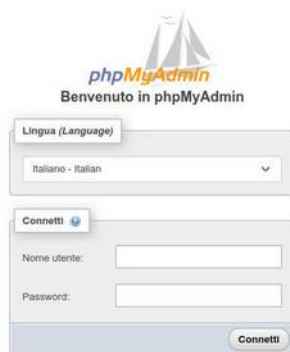 phpMyAdmin
Benvenuto in phpMyAdmin
Lingua (Language)
Italiano - Italian
Connetti
Nome utente:
Password:
Connetti